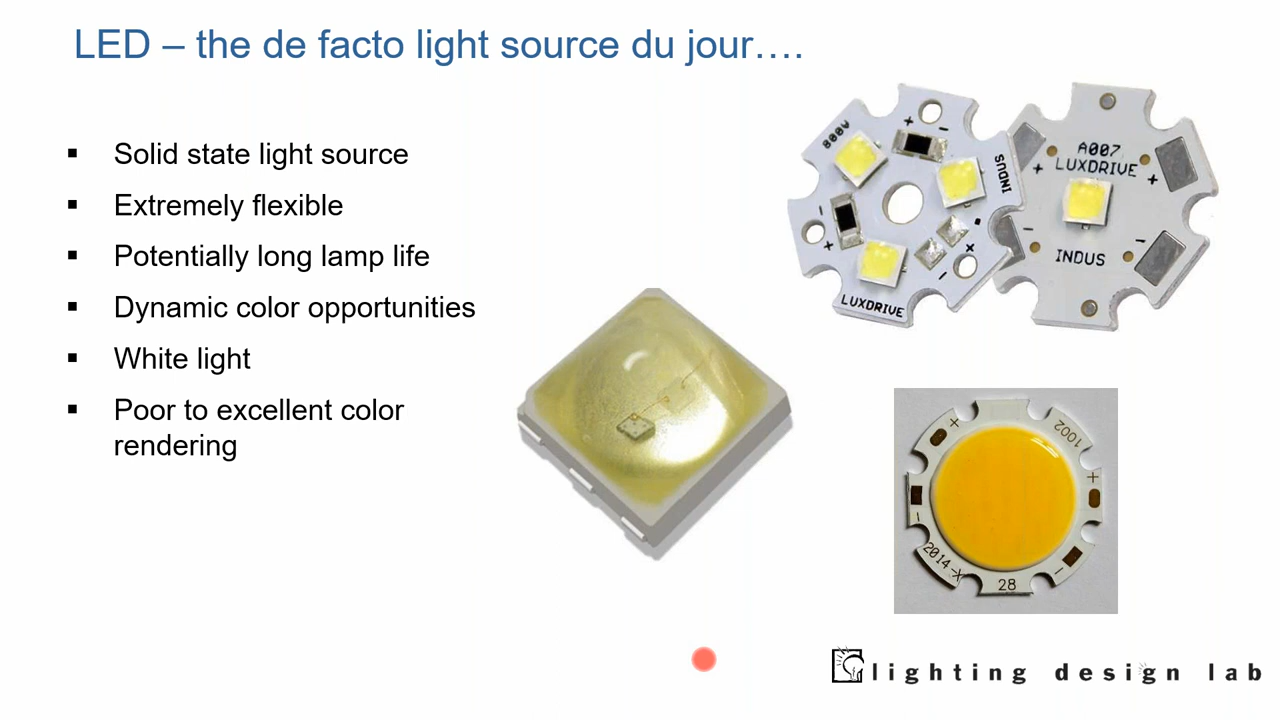 LED – the de facto light source du jour….
▪ Solid state light source
▪ Extremely flexible
▪ Potentially long lamp life
▪ Dynamic color opportunities
▪ White light
▪ Poor to excellent color
rendering
A008
+ −
INDUS
− +
+ −
LUXDRIVE
A007
LUXDRIVE
+ +
− −
INDUS
+ 1002
+
−
2014-X −
28
lighting design lab